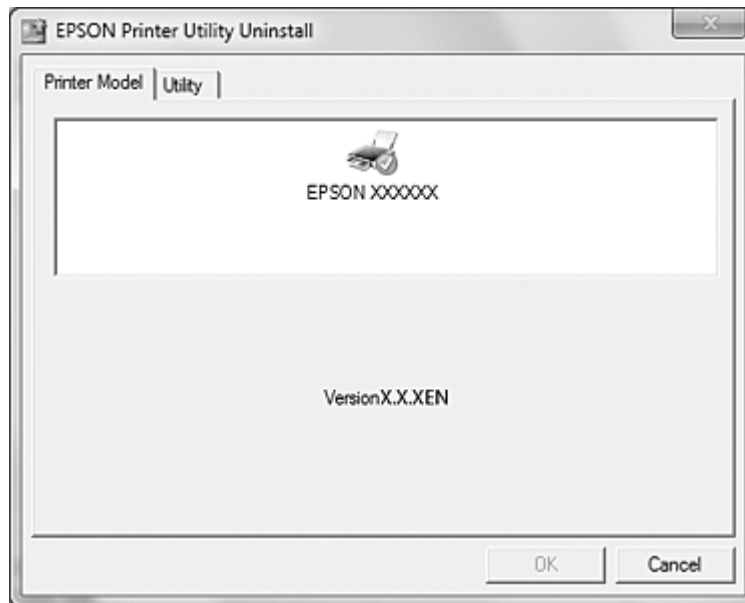 EPSON Printer Utility Uninstall
Printer Model
Utility
EPSON XXXXXX
VersionX.X.XEN
OK
Cancel